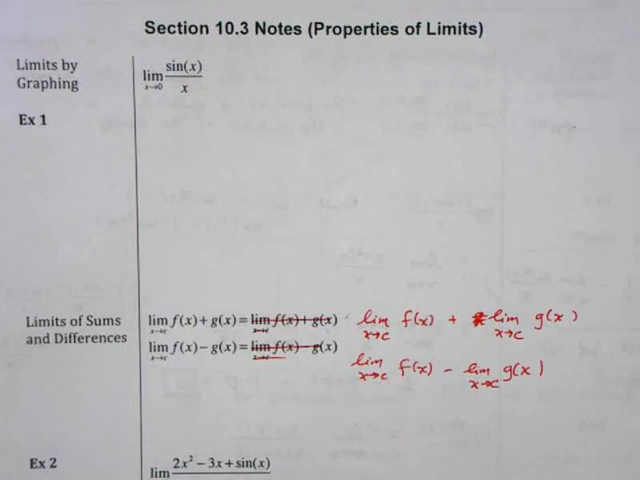 Section 10.3 Notes (Properties of Limits)
Limits by
Graphing
lim sin(x)/x
x→0
Ex 1
Limits of Sums
and Differences
lim f(x)+g(x)=lim f(x)+g(x) lim f(x) + lim g(x)
x→c x→c x→c x→c
lim f(x)−g(x)=lim f(x)−g(x) lim f(x) − lim g(x)
x→c x→c x→c x→c
Ex 2
lim 2x²−3x+sin(x)